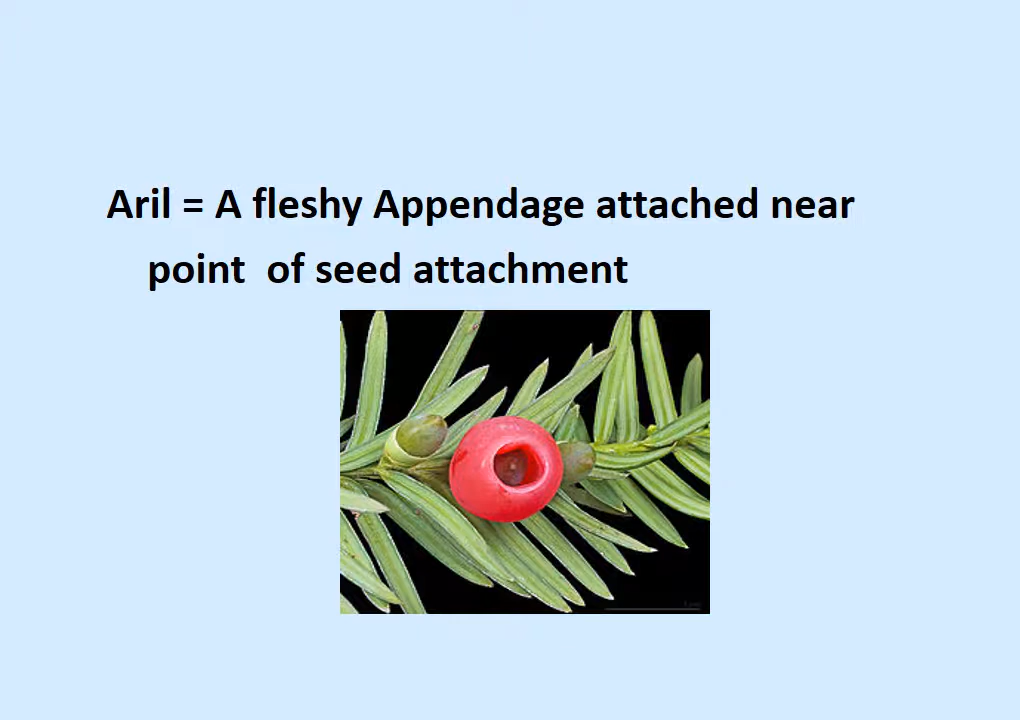 Aril = A fleshy Appendage attached near
point of seed attachment